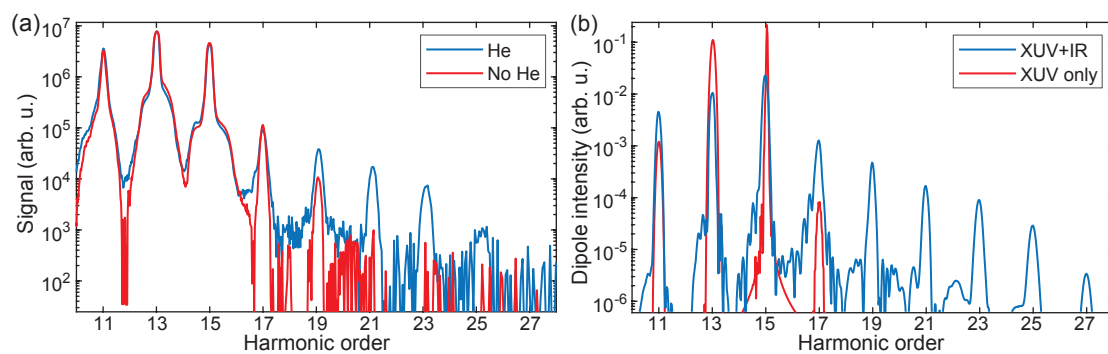 (a)
He
No He
Signal (arb. u.)
10^7
10^6
10^5
10^4
10^3
10^2
11 13 15 17 19 21 23 25 27
Harmonic order
(b)
XUV+IR
XUV only
Dipole intensity (arb. u.)
10^-1
10^-2
10^-3
10^-4
10^-5
10^-6
11 13 15 17 19 21 23 25 27
Harmonic order